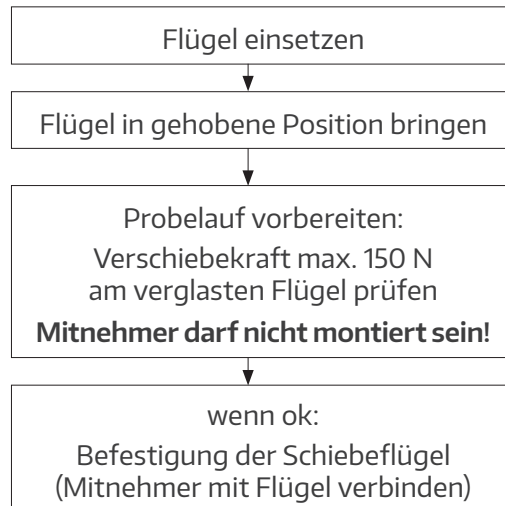 Flügel einsetzen
Flügel in gehobene Position bringen
Probelauf vorbereiten:
Verschiebekraft max. 150 N
am verglasten Flügel prüfen
Mitnehmer darf nicht montiert sein!
wenn ok:
Befestigung der Schiebeflügel
(Mitnehmer mit Flügel verbinden)